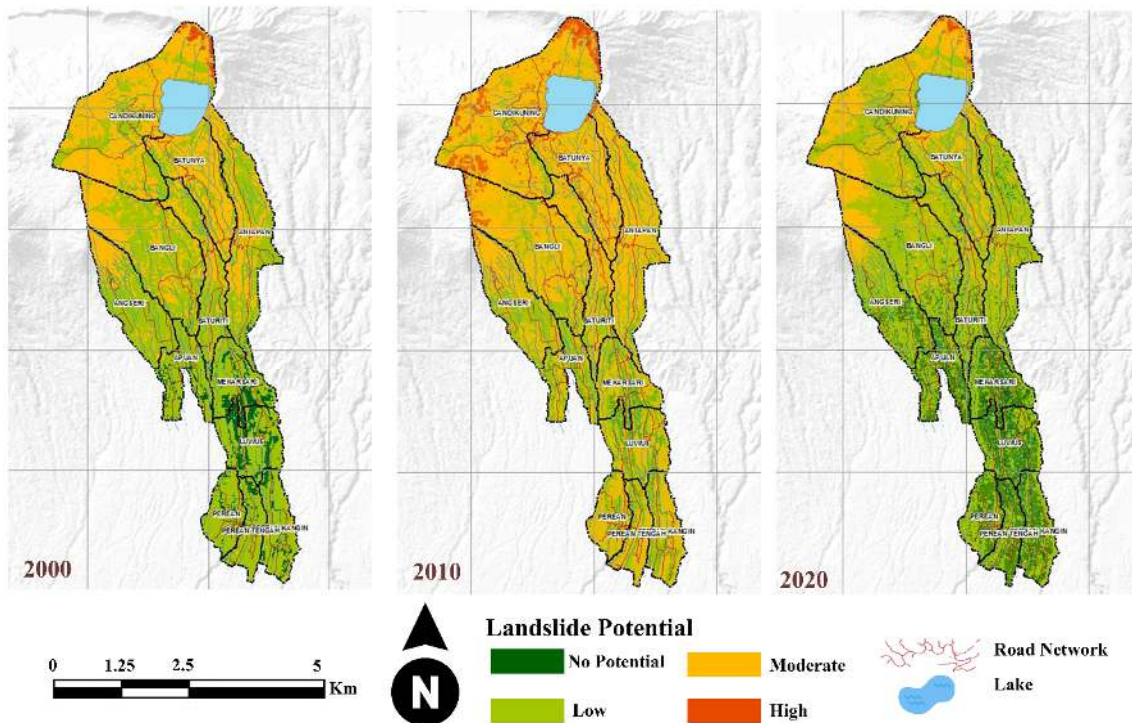 CANDIKUNING
BATUNYA
BANGLI
ANTAPAN
ANGSERI
BATURITI
APUAN
MEKARSARI
LUWUS
PEREAN
PEREAN TENGAH
KANGIN
2000
CANDIKUNING
BATUNYA
BANGLI
ANTAPAN
ANGSERI
BATURITI
APUAN
MEKARSARI
LUWUS
PEREAN
PEREAN TENGAH
KANGIN
2010
CANDIKUNING
BATUNYA
BANGLI
ANTAPAN
ANGSERI
BATURITI
APUAN
MEKARSARI
LUWUS
PEREAN
PEREAN TENGAH
KANGIN
2020
0 1.25 2.5 5
Km
N
Landslide Potential
No Potential
Moderate
Low
High
Road Network
Lake